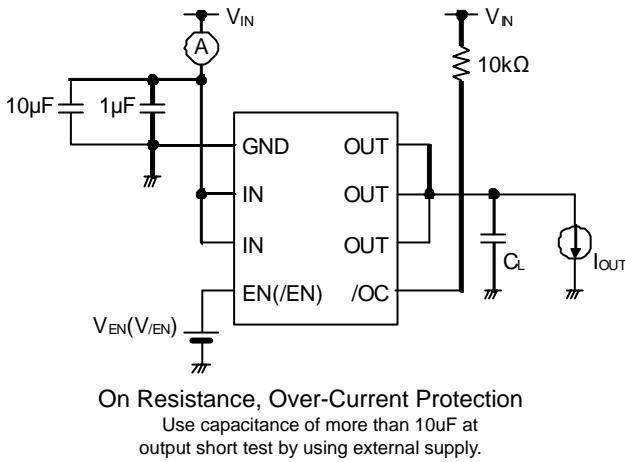 VIN
VIN
A
10kΩ
10µF
1µF
GND
OUT
IN
OUT
IN
OUT
EN(/EN)
/OC
CL
IOUT
VEN(V/EN)
On Resistance, Over-Current Protection
Use capacitance of more than 10uF at
output short test by using external supply.